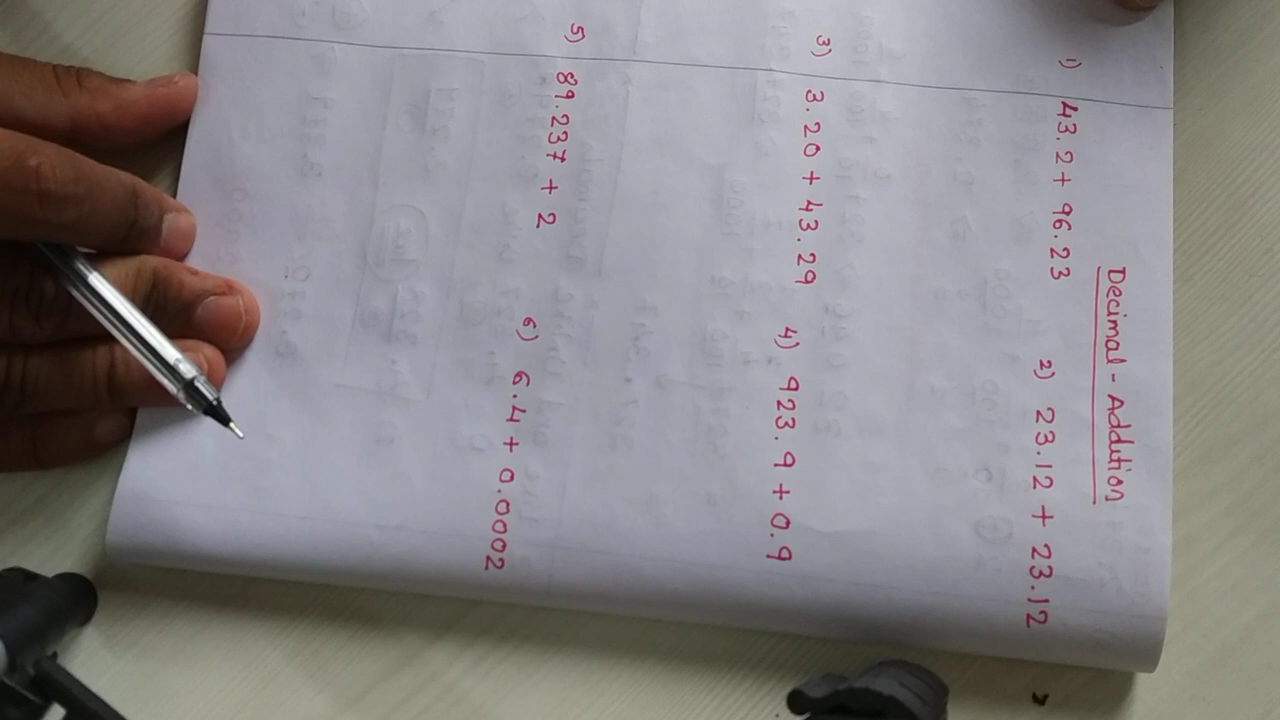 Decimal - Addition
1) 43.2 + 96.23 2) 23.12 + 23.12
3) 3.20 + 43.29 4) 923.9 + 0.9
5) 89.237 + 2 6) 6.4 + 0.0002